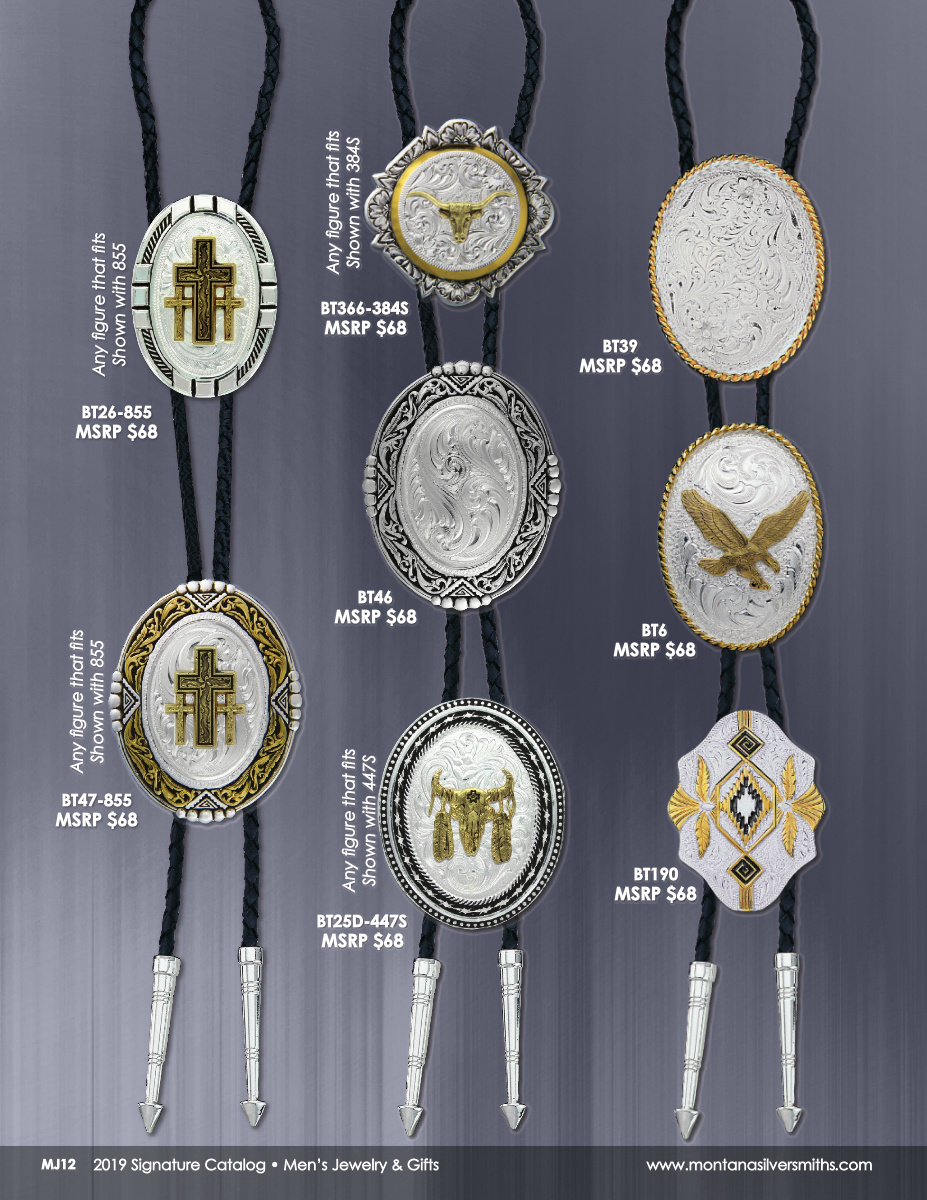 Any figure that fits
Shown with 855
BT26-855
MSRP $68
Any figure that fits
Shown with 855
BT47-855
MSRP $68
Any figure that fits
Shown with 384S
BT366-384S
MSRP $68
BT46
MSRP $68
Any figure that fits
Shown with 447S
BT25D-447S
MSRP $68
BT39
MSRP $68
BT6
MSRP $68
BT190
MSRP $68
MJ12 2019 Signature Catalog • Men's Jewelry & Gifts
www.montanasilversmiths.com